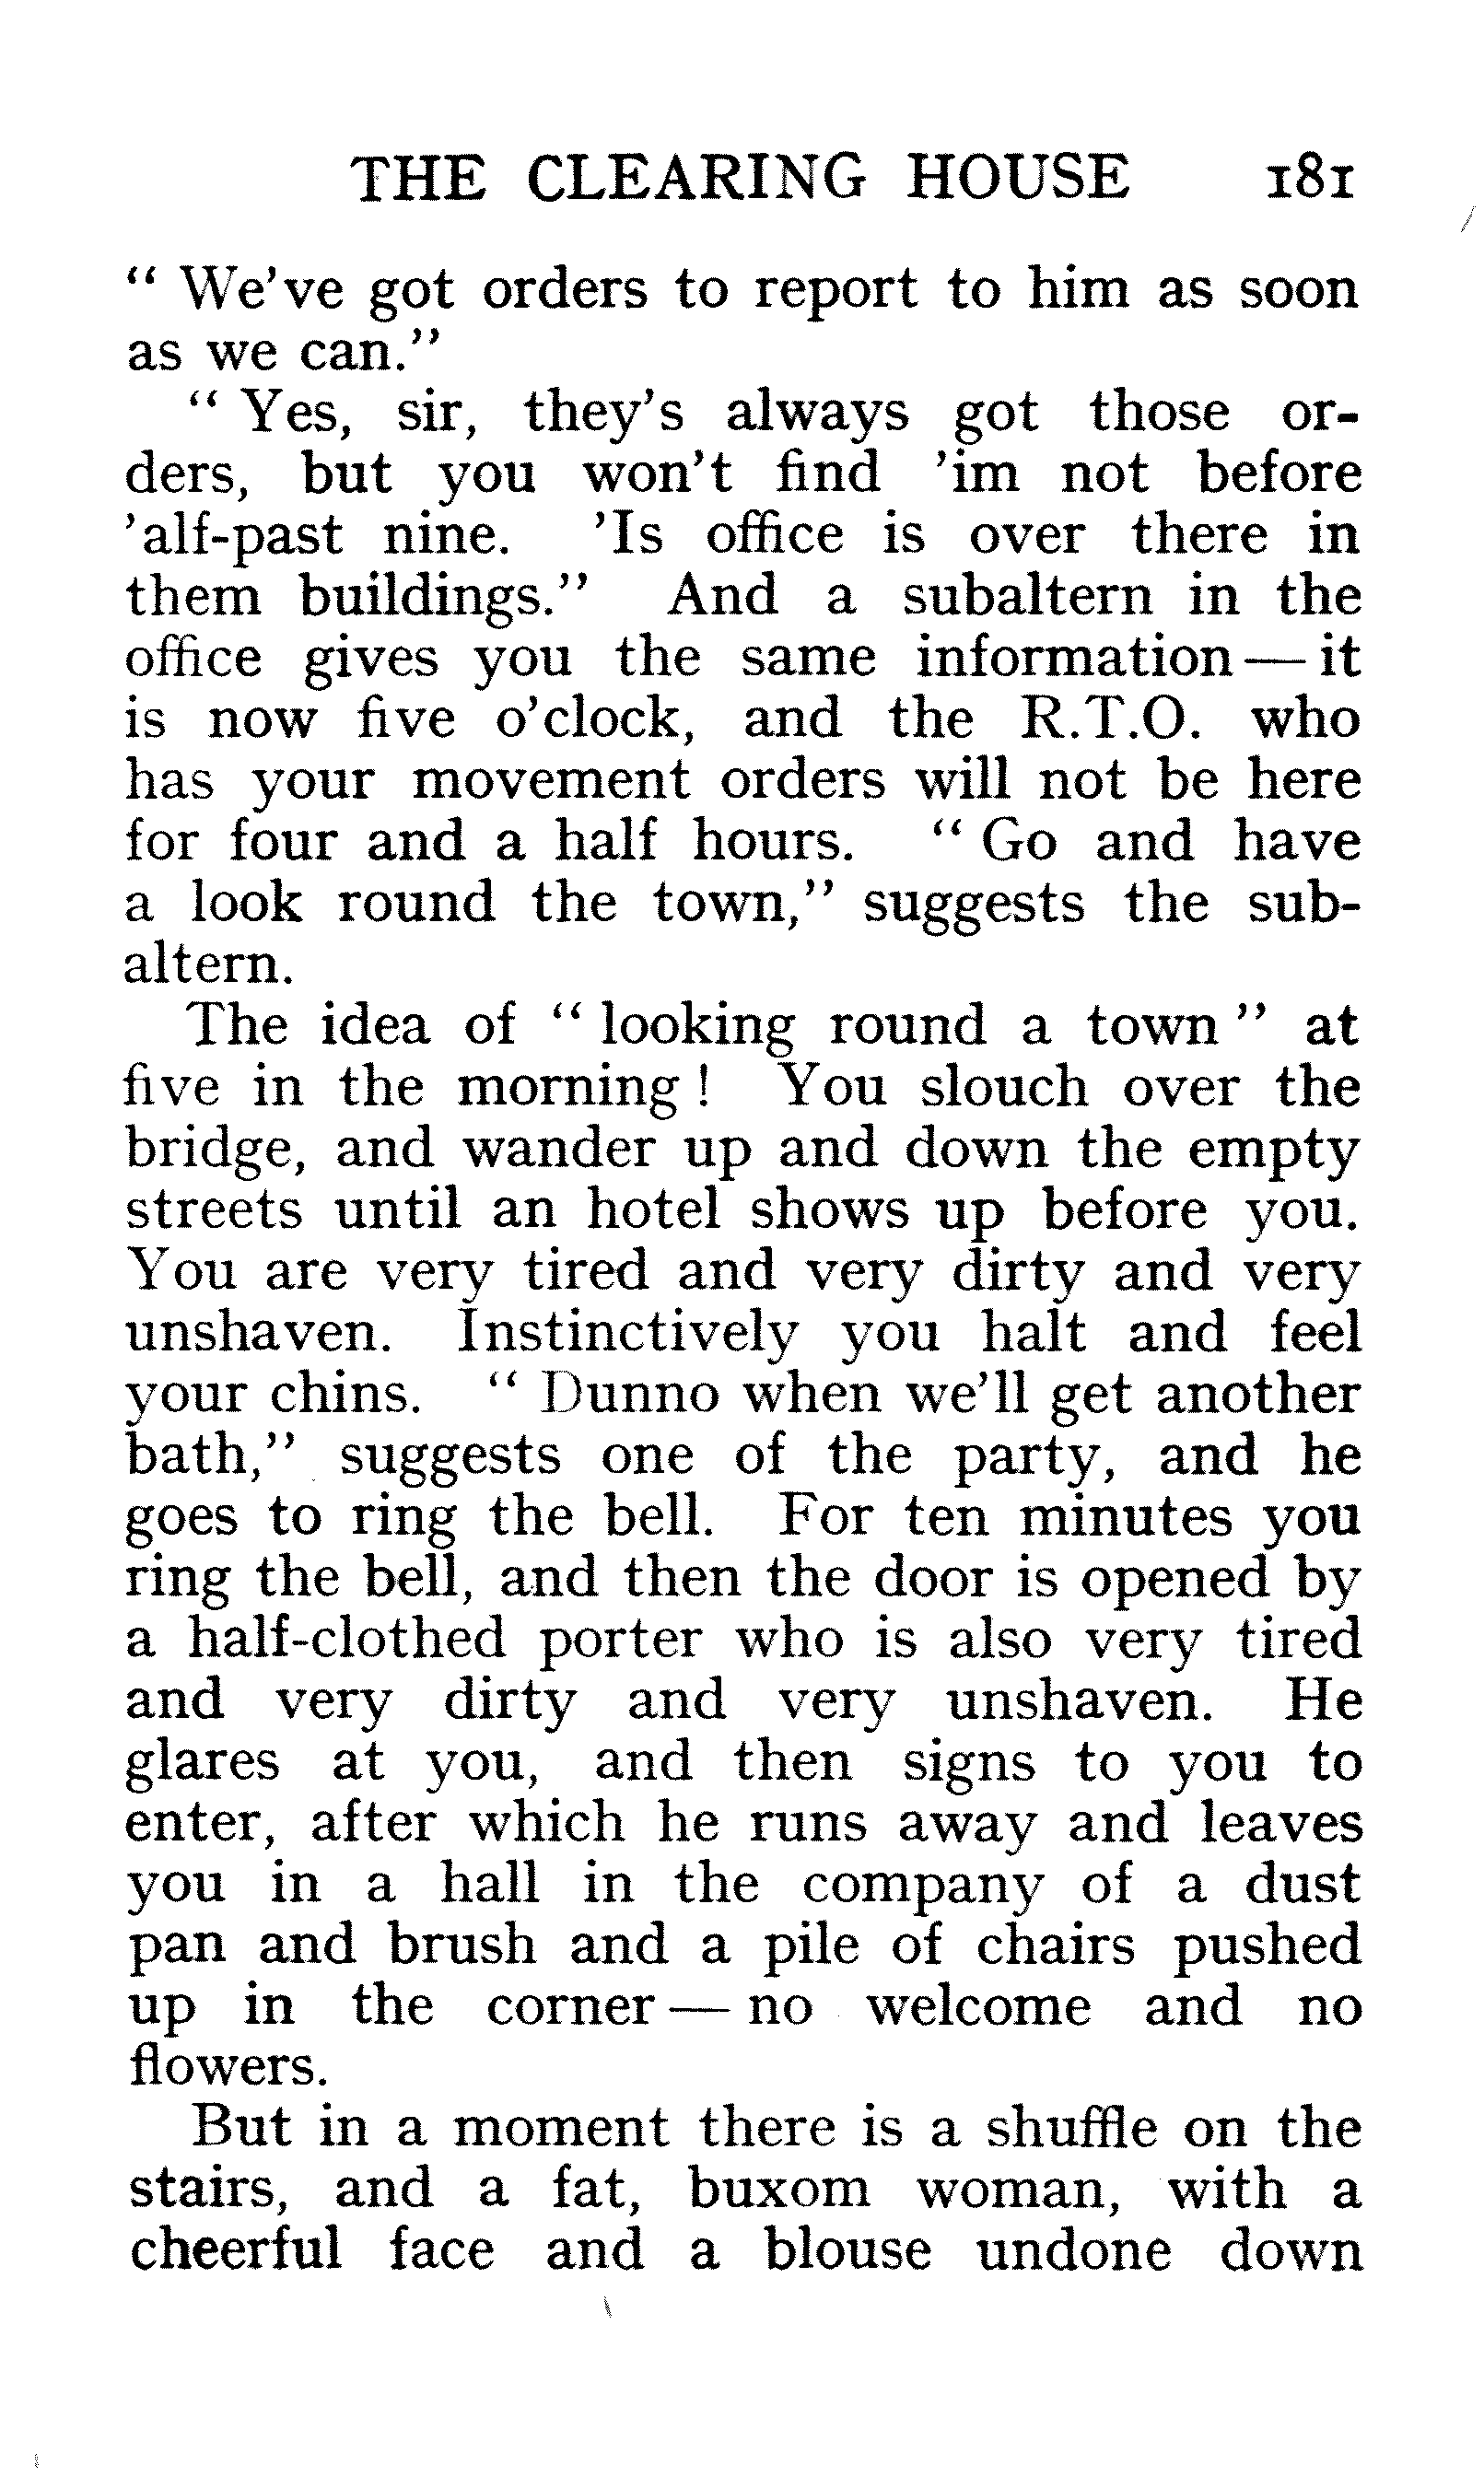 THE CLEARING HOUSE 181
“ We’ve got orders to report to him as soon
as we can.”
“ Yes, sir, they’s always got those or-
ders, but you won’t find ’im not before
’alf-past nine. ’Is office is over there in
them buildings.” And a subaltern in the
office gives you the same information — it
is now five o’clock, and the R.T.O. who
has your movement orders will not be here
for four and a half hours. “ Go and have
a look round the town,” suggests the sub-
altern.
The idea of “ looking round a town ” at
five in the morning ! You slouch over the
bridge, and wander up and down the empty
streets until an hotel shows up before you.
You are very tired and very dirty and very
unshaven. Instinctively you halt and feel
your chins. “ Dunno when we’ll get another
bath,” suggests one of the party, and he
goes to ring the bell. For ten minutes you
ring the bell, and then the door is opened by
a half-clothed porter who is also very tired
and very dirty and very unshaven. He
glares at you, and then signs to you to
enter, after which he runs away and leaves
you in a hall in the company of a dust
pan and brush and a pile of chairs pushed
up in the corner — no welcome and no
flowers.
But in a moment there is a shuffle on the
stairs, and a fat, buxom woman, with a
cheerful face and a blouse undone down